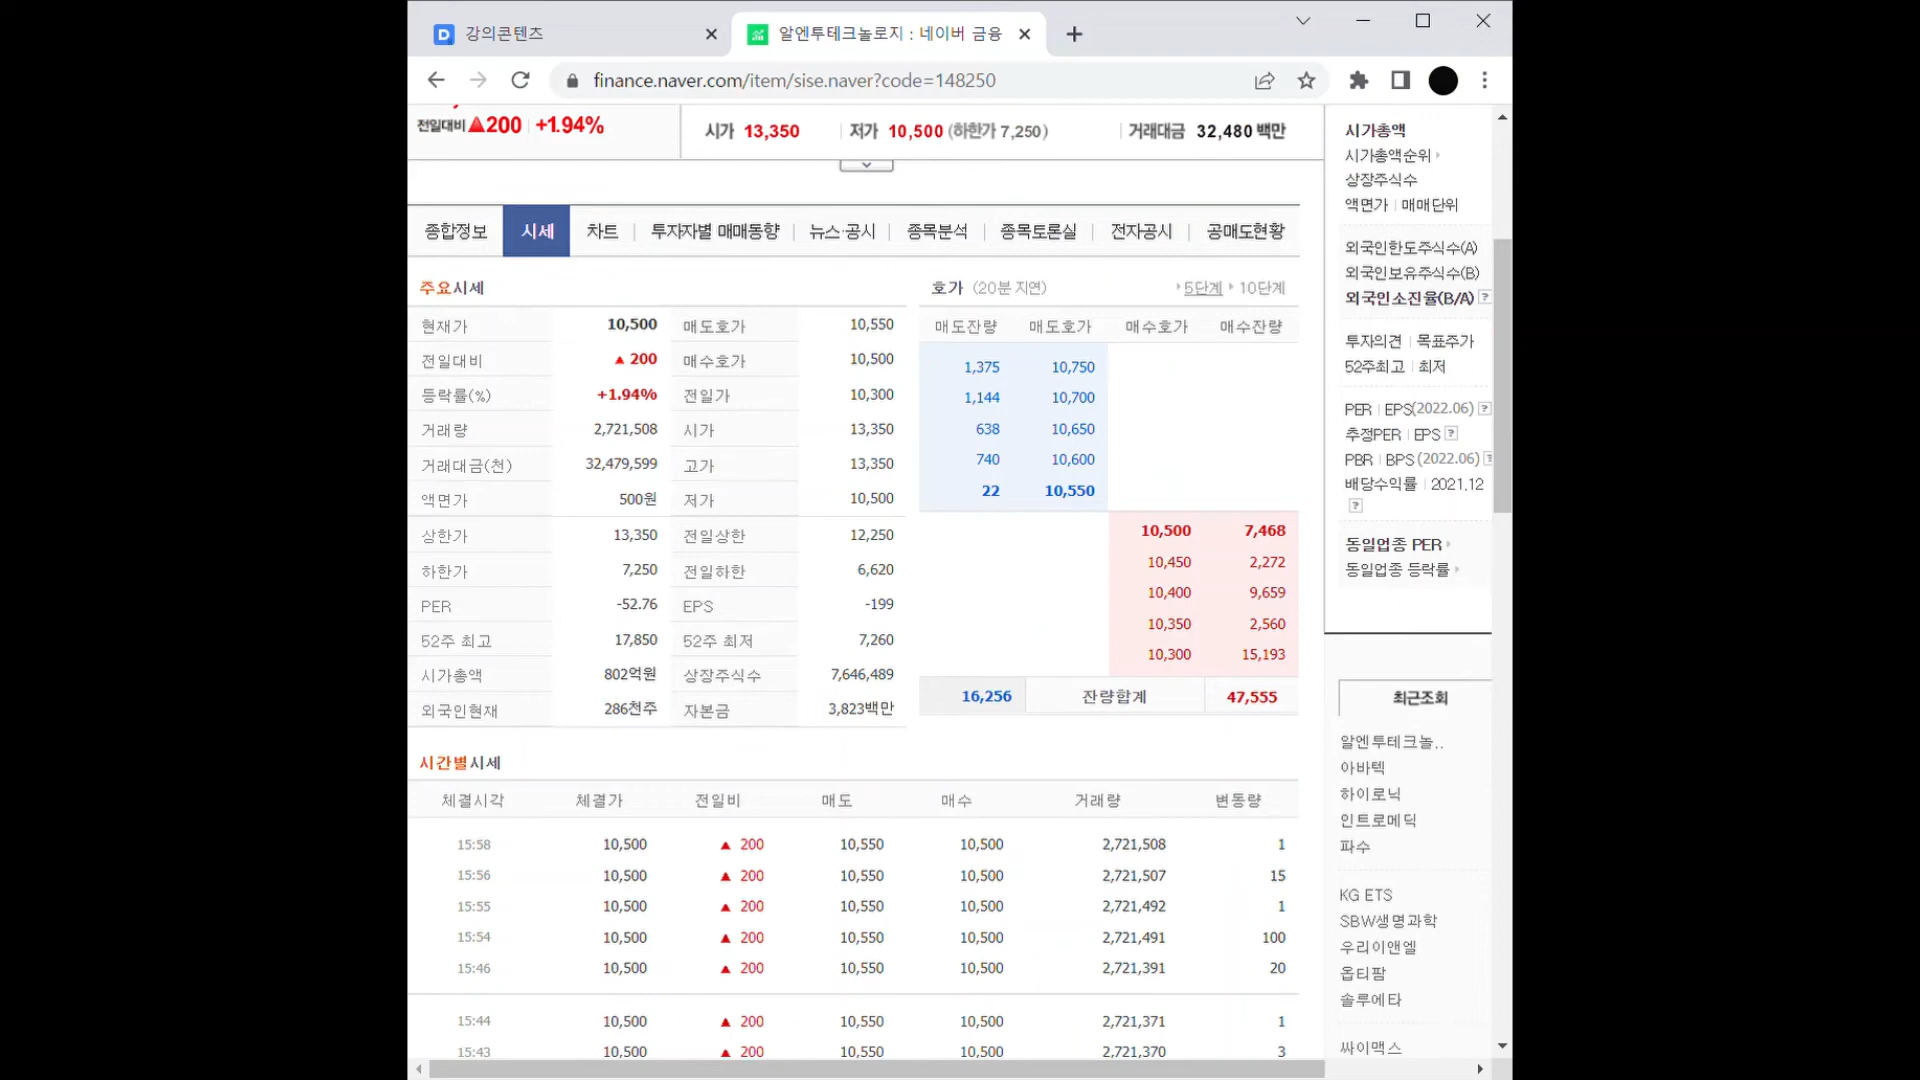 강의콘텐츠
알엔투테크놀로지 : 네이버 금융
finance.naver.com/item/sise.naver?code=148250
전일대비 ▲200 +1.94%
시가 13,350 저가 10,500 (하한가 7,250) 거래대금 32,480 백만
종합정보 시세 차트 투자자별 매매동향 뉴스·공시 종목분석 종목토론실 전자공시 공매도현황
주요시세
현재가 10,500 매도호가 10,550
전일대비 ▲ 200 매수호가 10,500
등락률(%) +1.94% 전일가 10,300
거래량 2,721,508 시가 13,350
거래대금(천) 32,479,599 고가 13,350
액면가 500원 저가 10,500
상한가 13,350 전일상한 12,250
하한가 7,250 전일하한 6,620
PER -52.76 EPS -199
52주 최고 17,850 52주 최저 7,260
시가총액 802억원 상장주식수 7,646,489
외국인현재 286천주 자본금 3,823백만
호가 (20분 지연) 5단계 10단계
매도잔량 매도호가 매수호가 매수잔량
1,375 10,750
1,144 10,700
638 10,650
740 10,600
22 10,550
10,500 7,468
10,450 2,272
10,400 9,659
10,350 2,560
10,300 15,193
16,256 잔량합계 47,555
시간별시세
체결시각 체결가 전일비 매도 매수 거래량 변동량
15:58 10,500 ▲ 200 10,550 10,500 2,721,508 1
15:56 10,500 ▲ 200 10,550 10,500 2,721,507 15
15:55 10,500 ▲ 200 10,550 10,500 2,721,492 1
15:54 10,500 ▲ 200 10,550 10,500 2,721,491 100
15:46 10,500 ▲ 200 10,550 10,500 2,721,391 20
15:44 10,500 ▲ 200 10,550 10,500 2,721,371 1
15:43 10,500 ▲ 200 10,550 10,500 2,721,370 3
시가총액
시가총액순위
상장주식수
액면가 매매단위
외국인한도주식수(A)
외국인보유주식수(B)
외국인소진율(B/A) ?
투자의견 목표주가
52주최고 최저
PER EPS(2022.06) ?
추정PER EPS ?
PBR BPS (2022.06) ?
배당수익률 2021.12
?
동일업종 PER
동일업종 등락률
최근조회
알엔투테크놀..
아바텍
하이로닉
인트로메딕
파수
KG ETS
SBW생명과학
우리이앤엘
옵티팜
솔루에타
싸이맥스